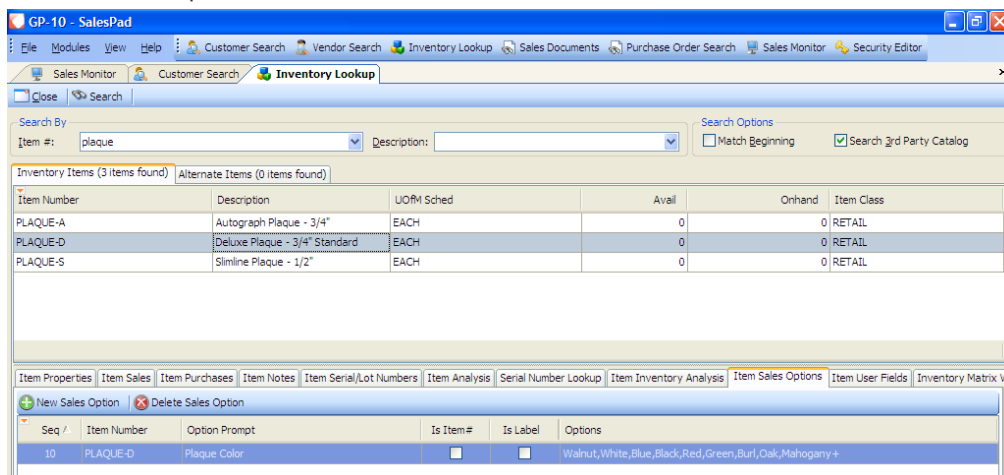 GP-10 - SalesPad
File Modules View Help Customer Search Vendor Search Inventory Lookup Sales Documents Purchase Order Search Sales Monitor Security Editor
Sales Monitor Customer Search Inventory Lookup
Close Search
Search By Search Options
Item #: plaque Description: Match Beginning Search 3rd Party Catalog
Inventory Items (3 items found) Alternate Items (0 items found)
Item Number Description UOfM Sched Avail Onhand Item Class
PLAQUE-A Autograph Plaque - 3/4" EACH 0 0 RETAIL
PLAQUE-D Deluxe Plaque - 3/4" Standard EACH 0 0 RETAIL
PLAQUE-S Slimline Plaque - 1/2" EACH 0 0 RETAIL
Item Properties Item Sales Item Purchases Item Notes Item Serial/Lot Numbers Item Analysis Serial Number Lookup Item Inventory Analysis Item Sales Options Item User Fields Inventory Matrix
New Sales Option Delete Sales Option
Seq Item Number Option Prompt Is Item# Is Label Options
10 PLAQUE-D Plaque Color Walnut,White,Blue,Black,Red,Green,Burl,Oak,Mahogany+